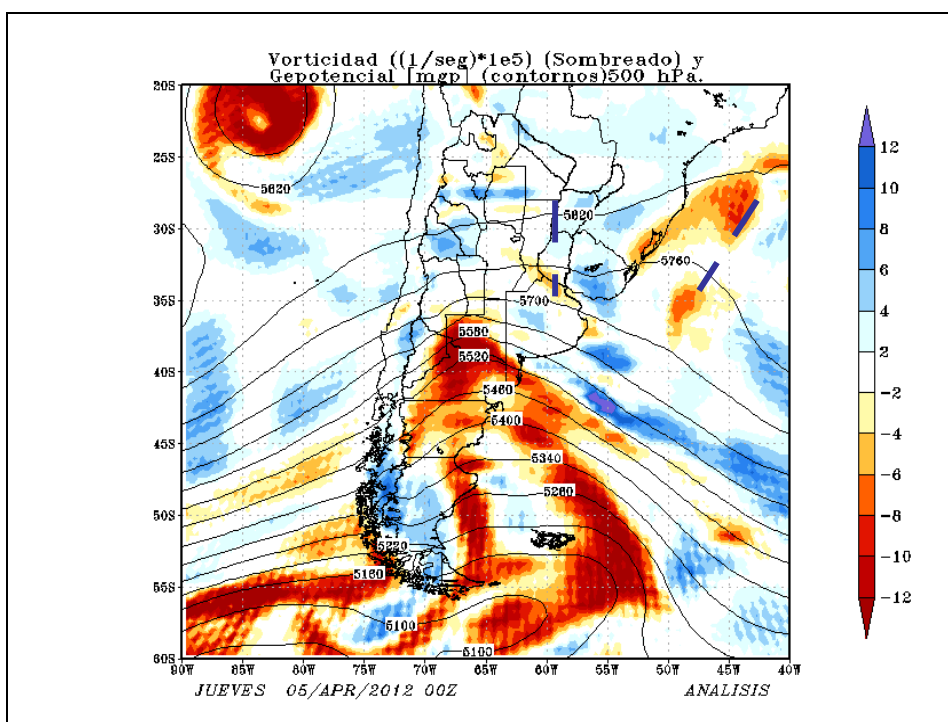 Vorticidad ((1/seg)*1e5) (Sombreado) y
Gepotencial [mgp] (contornos)500 hPa.
20S
25S
30S
35S
40S
45S
50S
55S
60S
5820
5820
5760
5700
5580
5520
5460
5400
5340
5280
5220
5160
5100
5100
90W 85W 80W 75W 70W 65W 60W 55W 50W 45W 40W
JUEVES 05/APR/2012 00Z ANALISIS
12
10
8
6
4
2
-2
-4
-6
-8
-10
-12